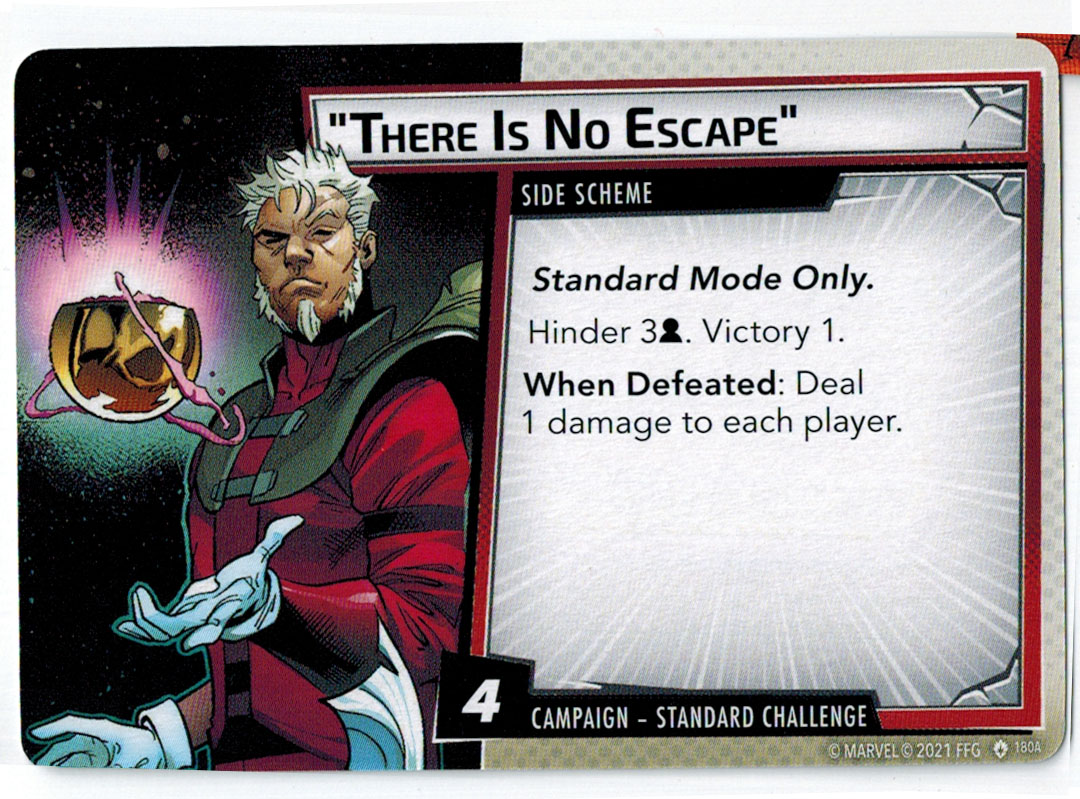 "There Is No Escape"
SIDE SCHEME
Standard Mode Only.
Hinder 3. Victory 1.
When Defeated: Deal
1 damage to each player.
4
CAMPAIGN – STANDARD CHALLENGE
© MARVEL © 2021 FFG 180A